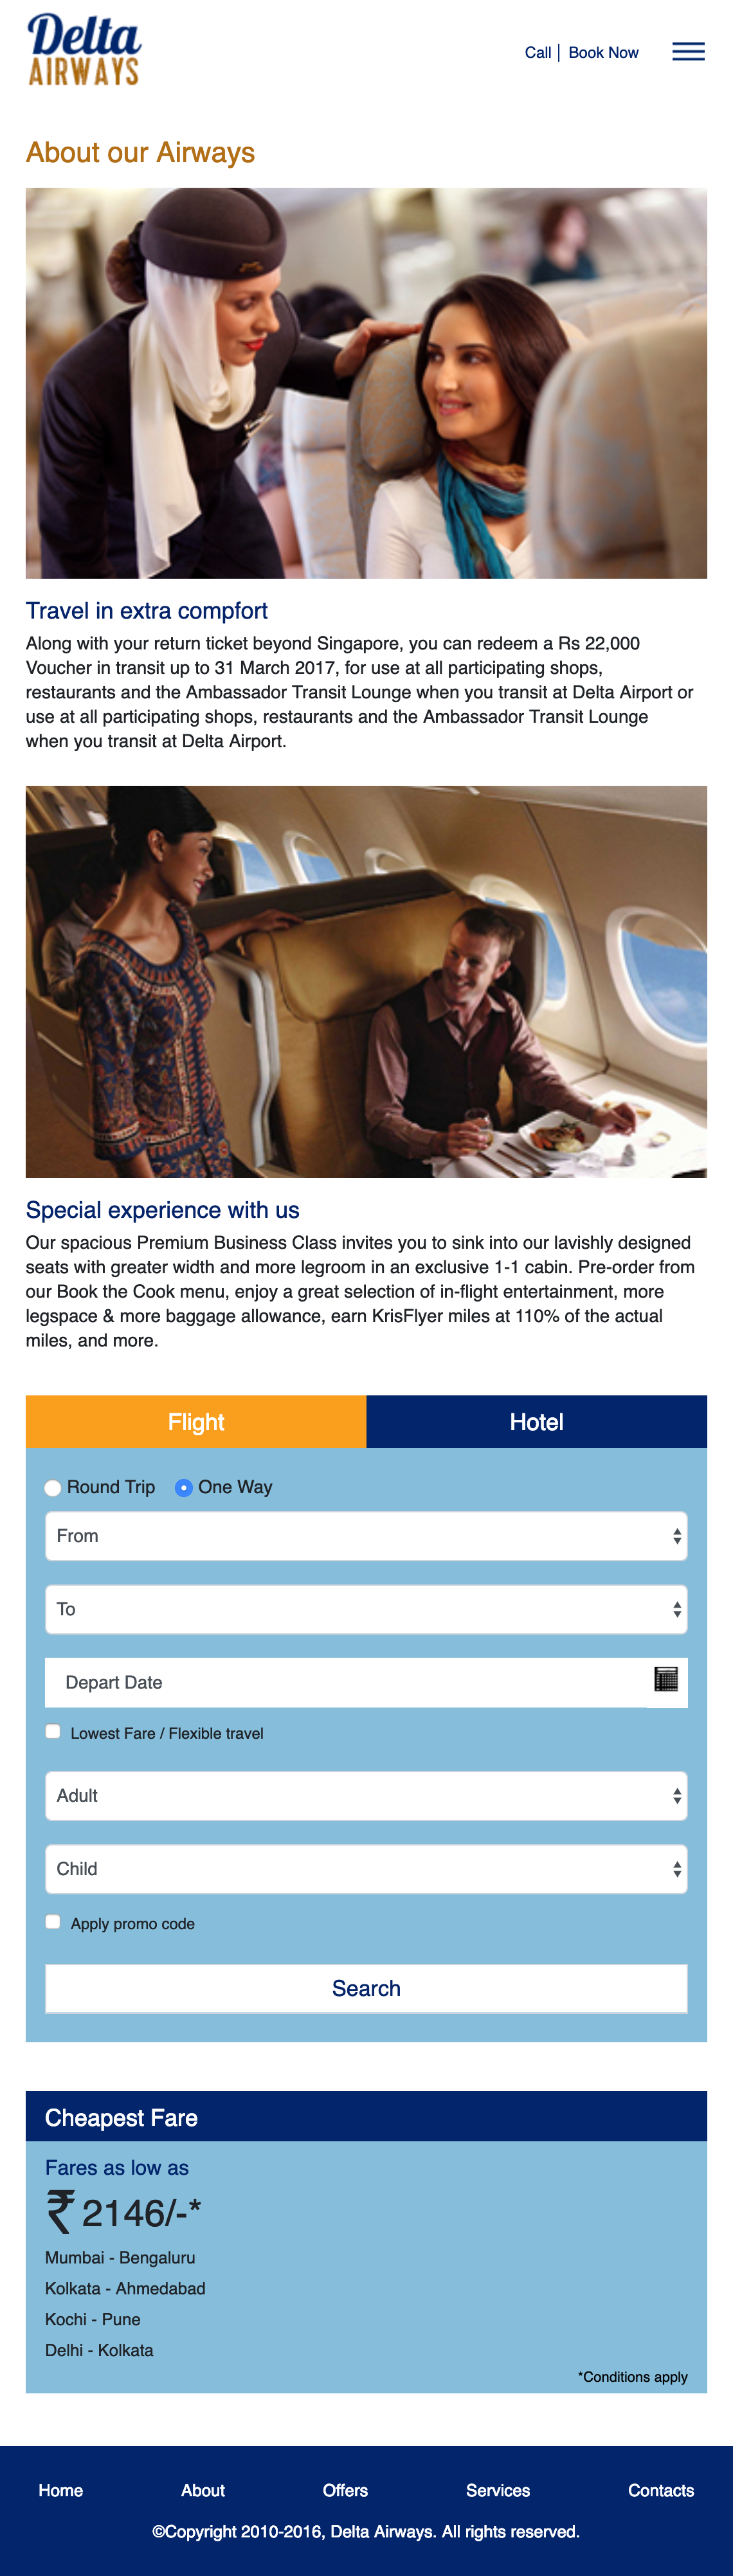 Delta
AIRWAYS
Call | Book Now
About our Airways
Travel in extra compfort
Along with your return ticket beyond Singapore, you can redeem a Rs 22,000
Voucher in transit up to 31 March 2017, for use at all participating shops,
restaurants and the Ambassador Transit Lounge when you transit at Delta Airport or
use at all participating shops, restaurants and the Ambassador Transit Lounge
when you transit at Delta Airport.
Special experience with us
Our spacious Premium Business Class invites you to sink into our lavishly designed
seats with greater width and more legroom in an exclusive 1-1 cabin. Pre-order from
our Book the Cook menu, enjoy a great selection of in-flight entertainment, more
legspace & more baggage allowance, earn KrisFlyer miles at 110% of the actual
miles, and more.
Flight Hotel
Round Trip One Way
From
To
Depart Date
Lowest Fare / Flexible travel
Adult
Child
Apply promo code
Search
Cheapest Fare
Fares as low as
₹ 2146/-*
Mumbai - Bengaluru
Kolkata - Ahmedabad
Kochi - Pune
Delhi - Kolkata
*Conditions apply
Home About Offers Services Contacts
©Copyright 2010-2016, Delta Airways. All rights reserved.